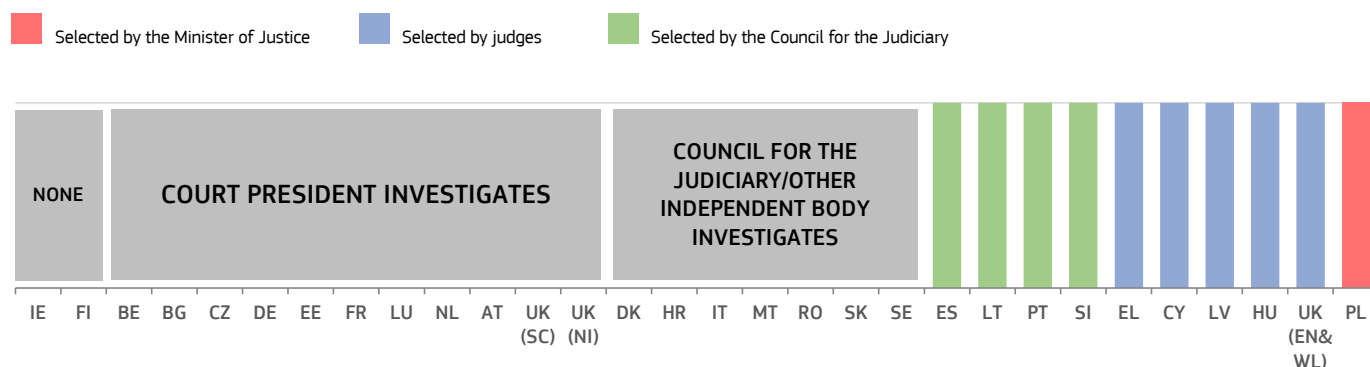 Selected by the Minister of Justice
Selected by judges
Selected by the Council for the Judiciary
NONE
COURT PRESIDENT INVESTIGATES
COUNCIL FOR THE
JUDICIARY/OTHER
INDEPENDENT BODY
INVESTIGATES
IE FI BE BG CZ DE EE FR LU NL AT UK UK DK HR IT MT RO SK SE ES LT PT SI EL CY LV HU UK PL
(SC) (NI) (EN&
WL)